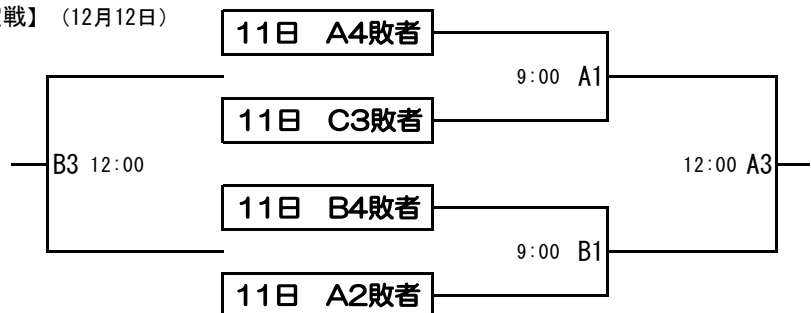 戦】 (12月12日)
11日 A4敗者
9:00 A1
11日 C3敗者
B3 12:00
12:00 A3
11日 B4敗者
9:00 B1
11日 A2敗者